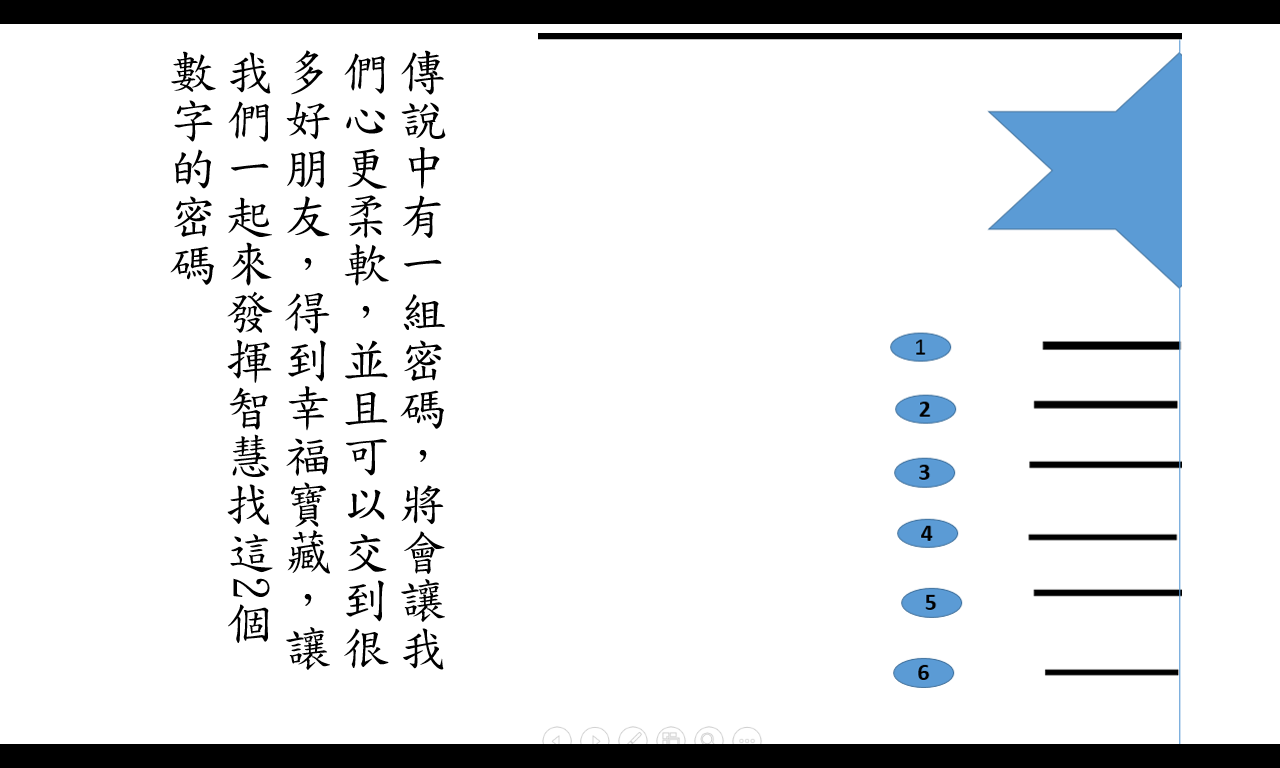 傳說中有一組密碼，將會讓我
們心更柔軟，並且可以交到很
多好朋友，得到幸福寶藏，讓
我們一起來發揮智慧找這2個
數字的密碼
1
2
3
4
5
6